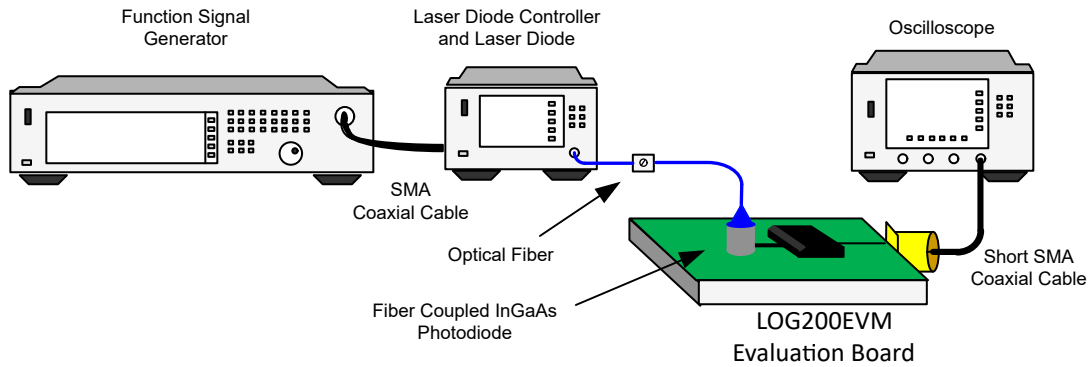 Function Signal
Generator
Laser Diode Controller
and Laser Diode
Oscilloscope
SMA
Coaxial Cable
Optical Fiber
Short SMA
Coaxial Cable
Fiber Coupled InGaAs
Photodiode
LOG200EVM
Evaluation Board